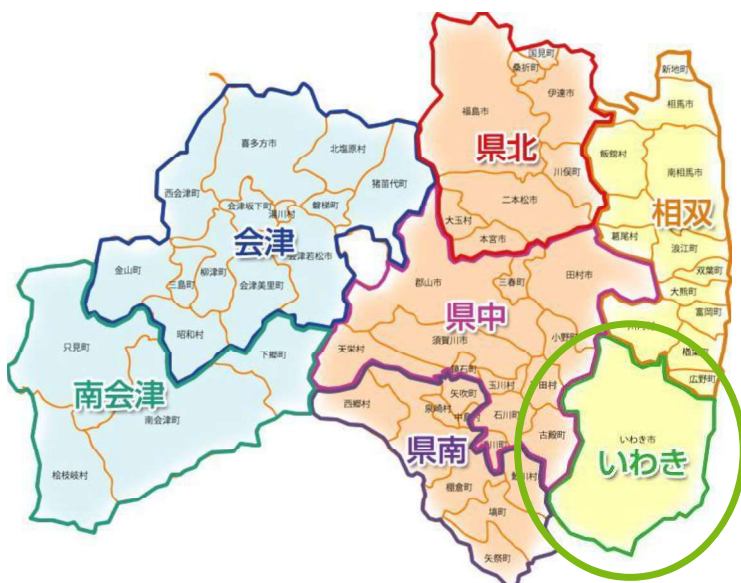 国見町
桑折町
伊達市
福島市
県北
川俣町
二本松市
大玉村
本宮市
新地町
相馬市
飯舘村
南相馬市
相双
葛尾村
浪江町
双葉町
大熊町
富岡町
楢葉町
広野町
喜多方市
北塩原村
猪苗代町
西会津町
会津坂下町
湯川村
磐梯町
会津
会津若松市
金山町
三島町
柳津町
会津美里町
昭和村
只見町
下郷町
南会津
南会津町
桧枝岐村
郡山市
三春町
田村市
県中
須賀川市
小野町
天栄村
鏡石町
玉川村
石川町
古殿町
西郷村
矢吹町
泉崎村
県南
棚倉町
鮫川村
塙町
矢祭町
いわき市
いわき